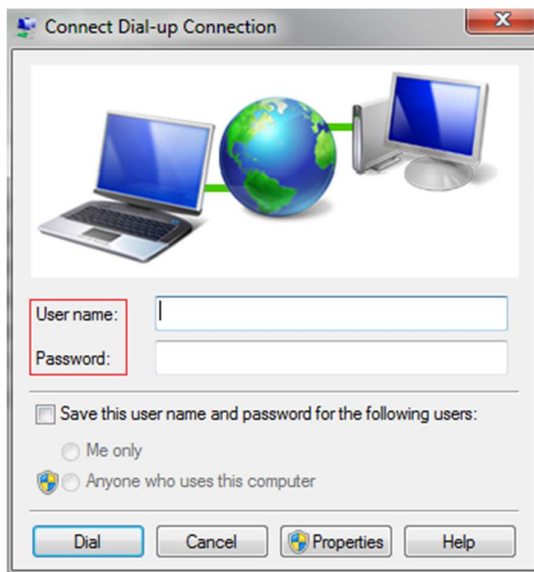 Connect Dial-up Connection
User name:
Password:
Save this user name and password for the following users:
Me only
Anyone who uses this computer
Dial Cancel Properties Help